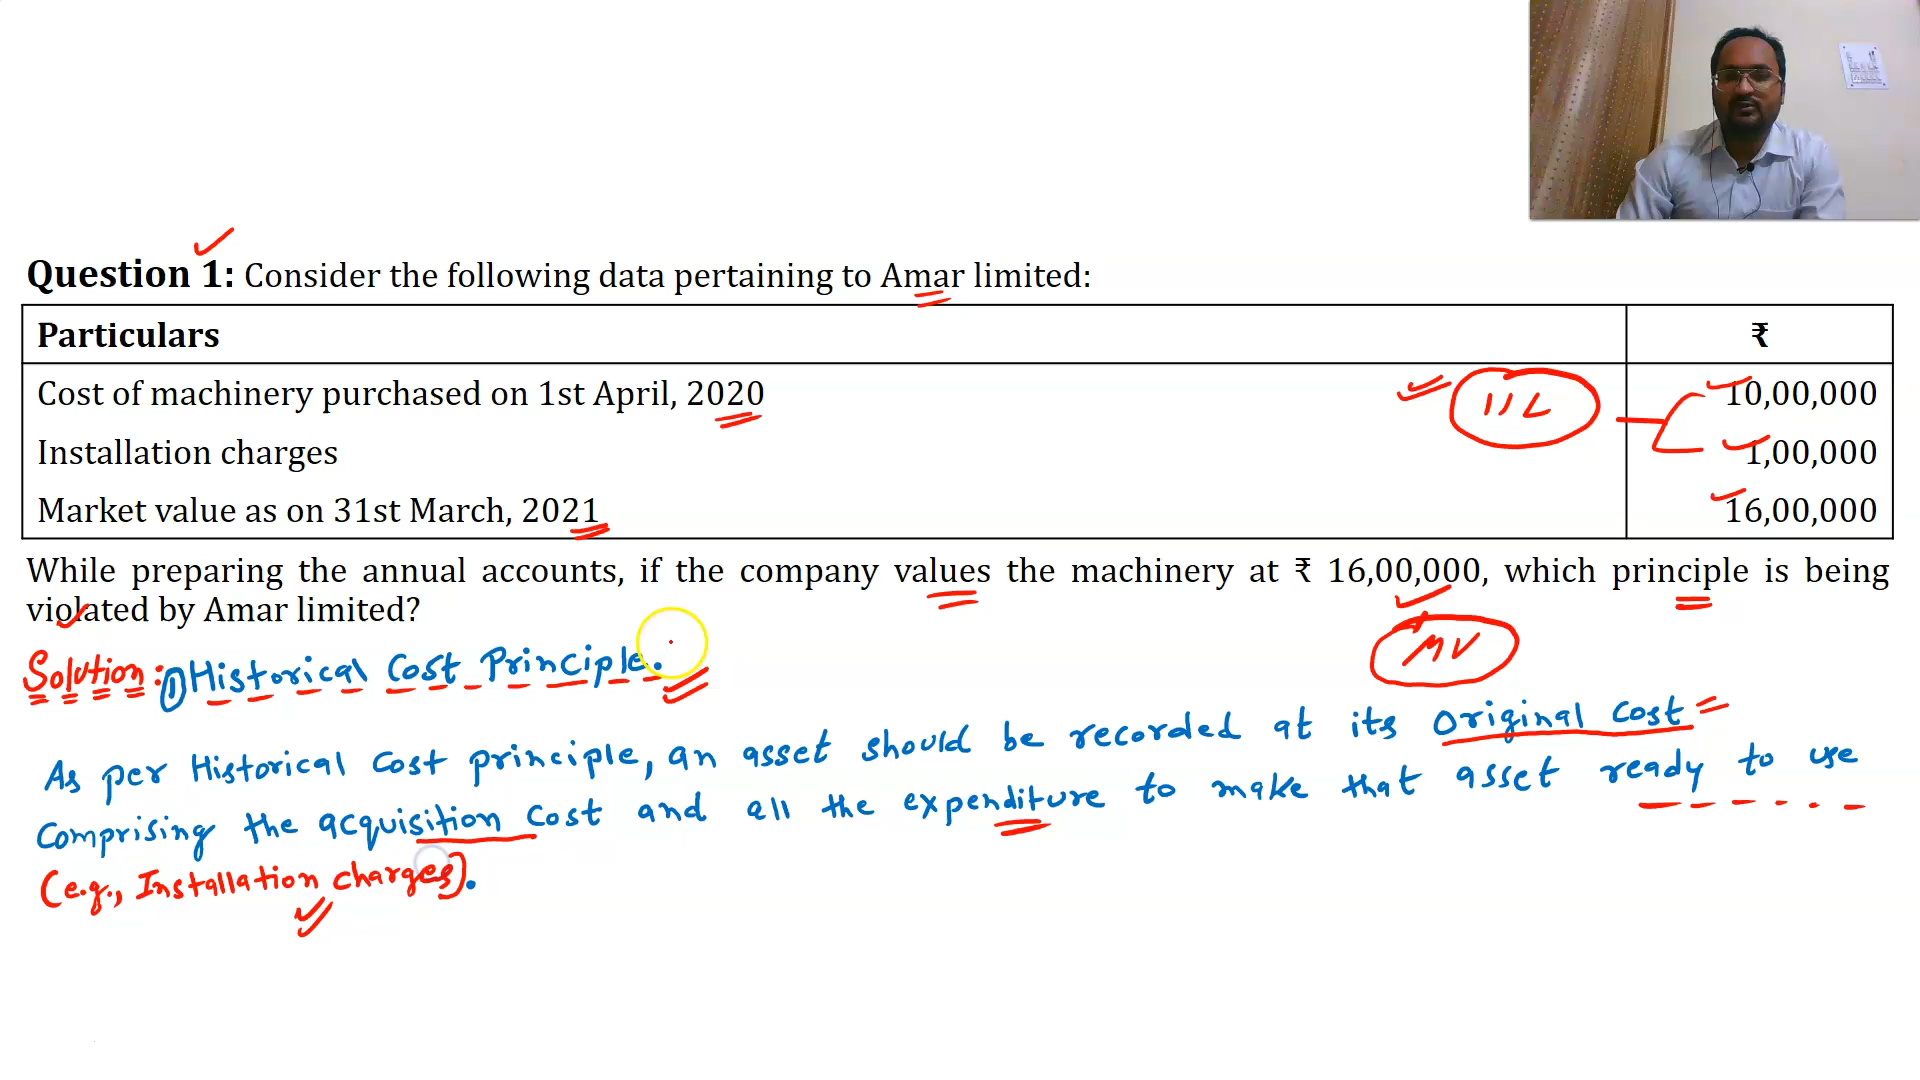 Question 1: Consider the following data pertaining to Amar limited:
Particulars ₹
Cost of machinery purchased on 1st April, 2020 11L 10,00,000
Installation charges 1,00,000
Market value as on 31st March, 2021 16,00,000
While preparing the annual accounts, if the company values the machinery at ₹ 16,00,000, which principle is being
violated by Amar limited?
MV
Solution: ① Historical Cost Principle.
As per Historical Cost principle, an asset should be recorded at its original cost
comprising the acquisition cost and all the expenditure to make that asset ready to use
(e.g., Installation charges).